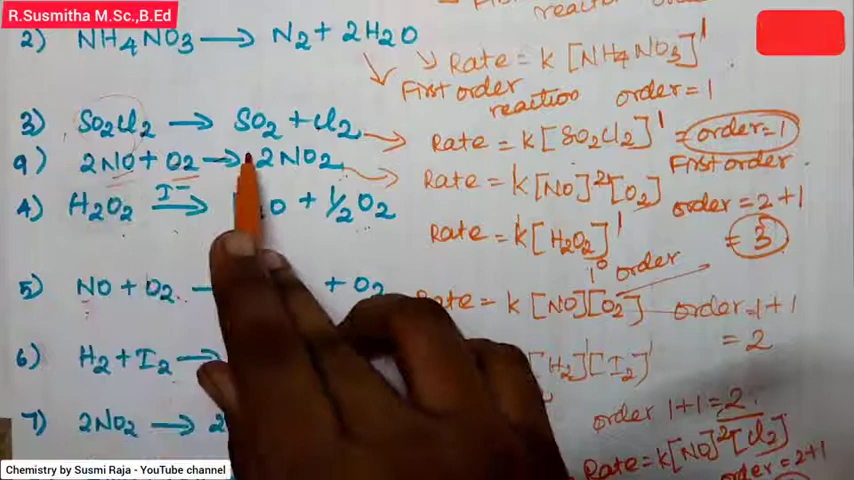 R.Susmitha M.Sc.,B.Ed
reaction
2) NH4NO3 → N2 + 2H2O
Rate = k [NH4NO3]^1
First order
reaction order = 1
3) SO2Cl2 → SO2 + Cl2
Rate = k [SO2Cl2]^1 = order = 1
First order
9) 2NO + O2 → 2NO2
Rate = k [NO]^2 [O2]
order = 2+1
= 3
4) H2O2 I^- → O + 1/2 O2
Rate = k [H2O2]^1
1° order
5) NO + O2 + O2
Rate = k [NO][O2] order = 1+1
= 2
6) H2 + I2 →
[H2]^1[I2]^1
order 1+1 = 2
7) 2NO2 → 2
Rate = k [NO]^2 [Cl2]
order = 2+1
Chemistry by Susmi Raja - YouTube channel